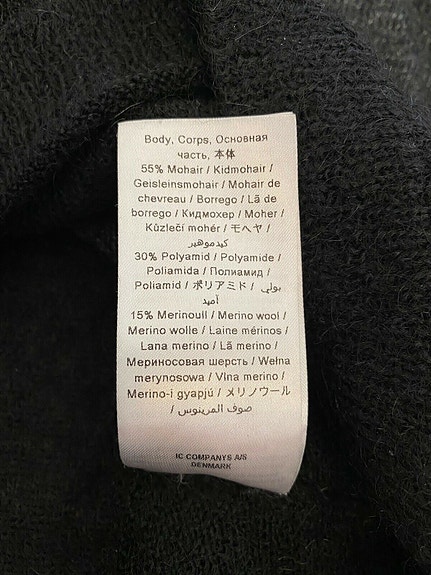 Body, Corps, Основная
часть, 本体
55% Mohair / Kidmohair /
Geisleinsmohair / Mohair de
chevreau / Borrego / Lã de
borrego / Кидмохер / Moher /
Kůzlečí mohér / モヘヤ /
كيدموهير
30% Polyamid / Polyamide /
Poliamida / Полиамид /
Poliamid / ポリアミド / بولي
أميد
15% Merinoull / Merino wool /
Merino wolle / Laine mérinos /
Lana merino / Lã merino /
Мериносовая шерсть / Wełna
merynosowa / Vlna merino /
Merino-i gyapjú / メリノウール
/ صوف المرينوس
IC COMPANYS A/S
DENMARK